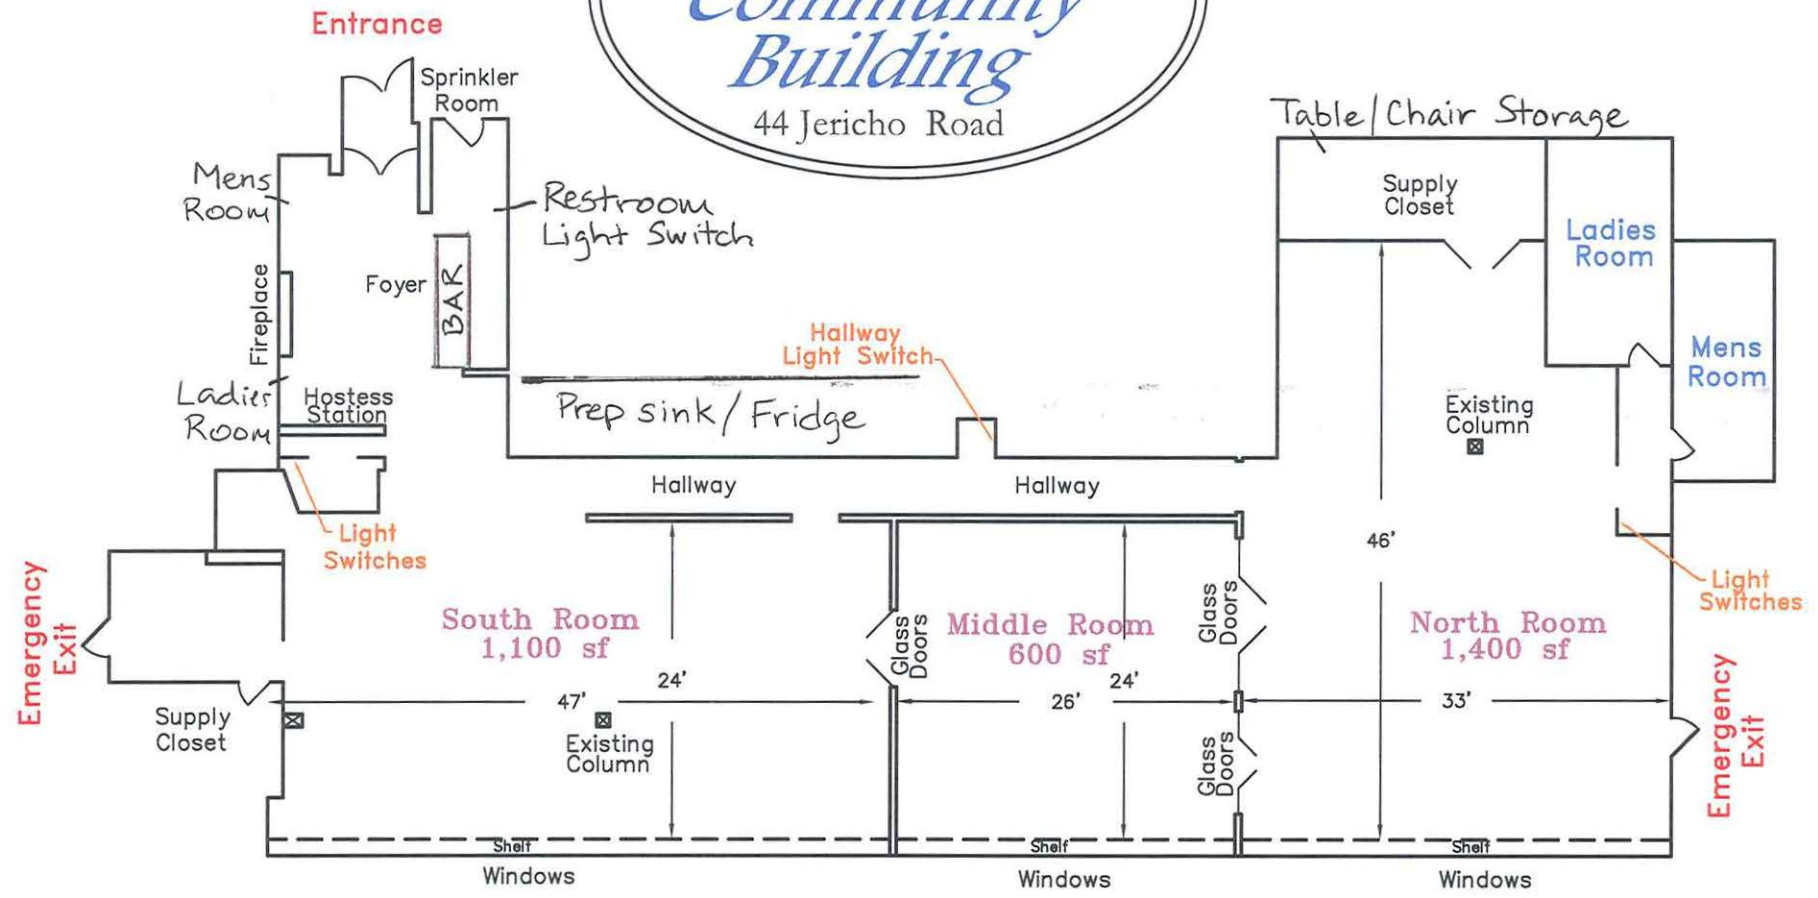 Community
Building
44 Jericho Road
Entrance
Sprinkler
Room
Mens
Room
Restroom
Light Switch
Foyer
BAR
Fireplace
Ladies
Room
Hostess
Station
Prep sink/Fridge
Hallway
Light Switch
Table/Chair Storage
Supply
Closet
Ladies
Room
Mens
Room
Existing
Column
Hallway
Hallway
Light
Switches
46'
Light
Switches
Emergency
Exit
South Room
1,100 sf
Glass
Doors
Middle Room
600 sf
Glass
Doors
North Room
1,400 sf
24'
47'
24'
26'
33'
Supply
Closet
Existing
Column
Glass
Doors
Emergency
Exit
Shelf
Shelf
Shelf
Windows
Windows
Windows